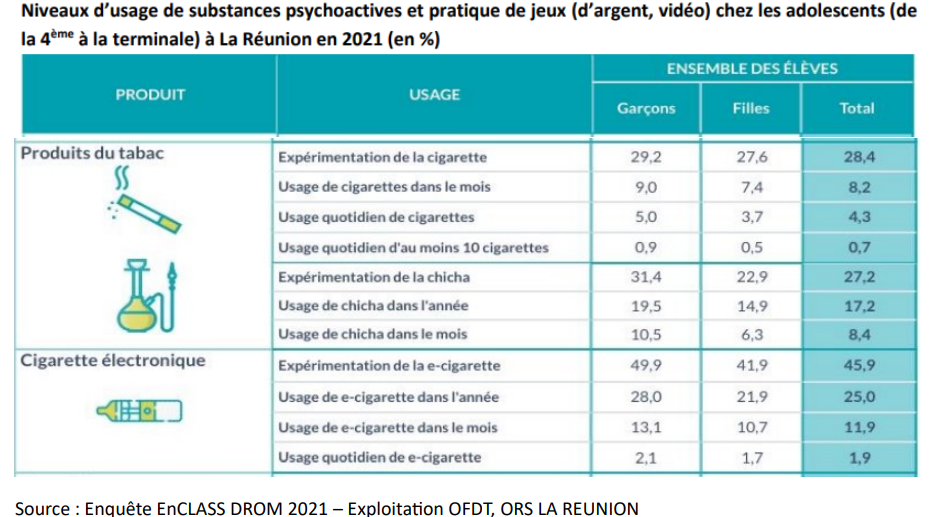 Niveaux d’usage de substances psychoactives et pratique de jeux (d’argent, vidéo) chez les adolescents (de
la 4ème à la terminale) à La Réunion en 2021 (en %)
PRODUIT USAGE ENSEMBLE DES ÉLÈVES
Garçons Filles Total
Produits du tabac Expérimentation de la cigarette 29,2 27,6 28,4
Usage de cigarettes dans le mois 9,0 7,4 8,2
Usage quotidien de cigarettes 5,0 3,7 4,3
Usage quotidien d'au moins 10 cigarettes 0,9 0,5 0,7
Expérimentation de la chicha 31,4 22,9 27,2
Usage de chicha dans l'année 19,5 14,9 17,2
Usage de chicha dans le mois 10,5 6,3 8,4
Cigarette électronique Expérimentation de la e-cigarette 49,9 41,9 45,9
Usage de e-cigarette dans l'année 28,0 21,9 25,0
Usage de e-cigarette dans le mois 13,1 10,7 11,9
Usage quotidien de e-cigarette 2,1 1,7 1,9
Source : Enquête EnCLASS DROM 2021 – Exploitation OFDT, ORS LA REUNION